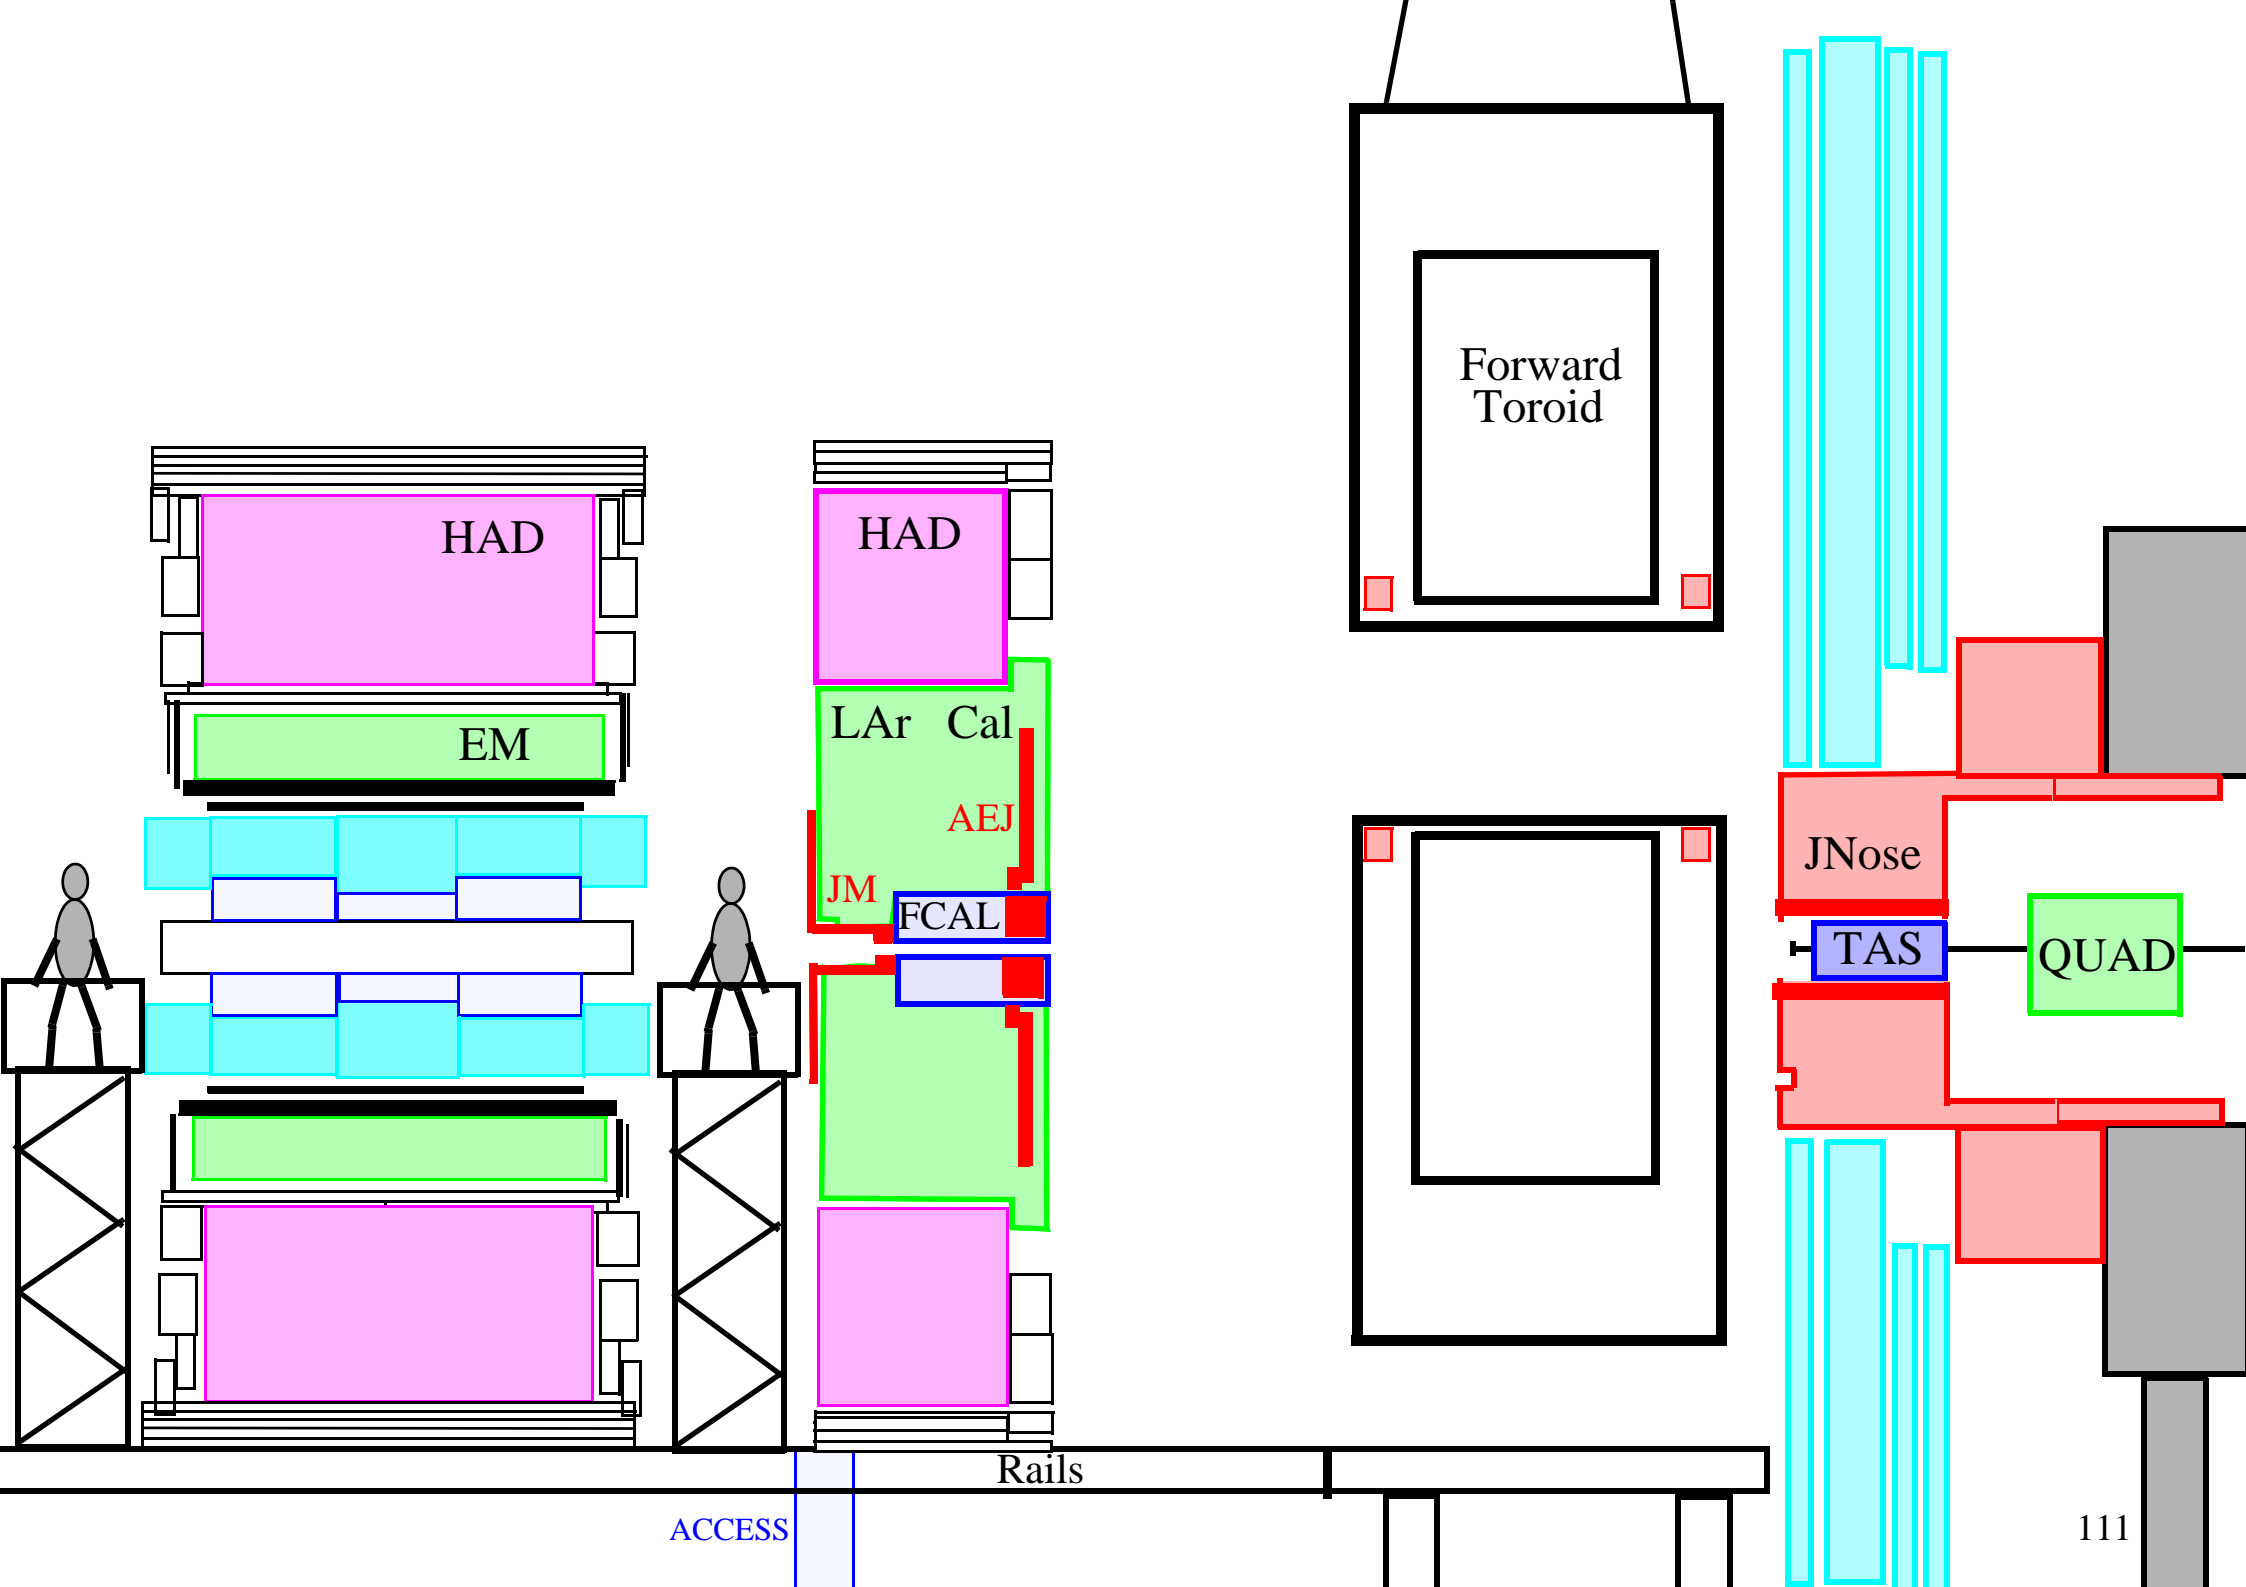 Forward
Toroid
HAD
HAD
EM
LAr Cal
AEJ
JM
FCAL
JNose
TAS
QUAD
Rails
ACCESS
111